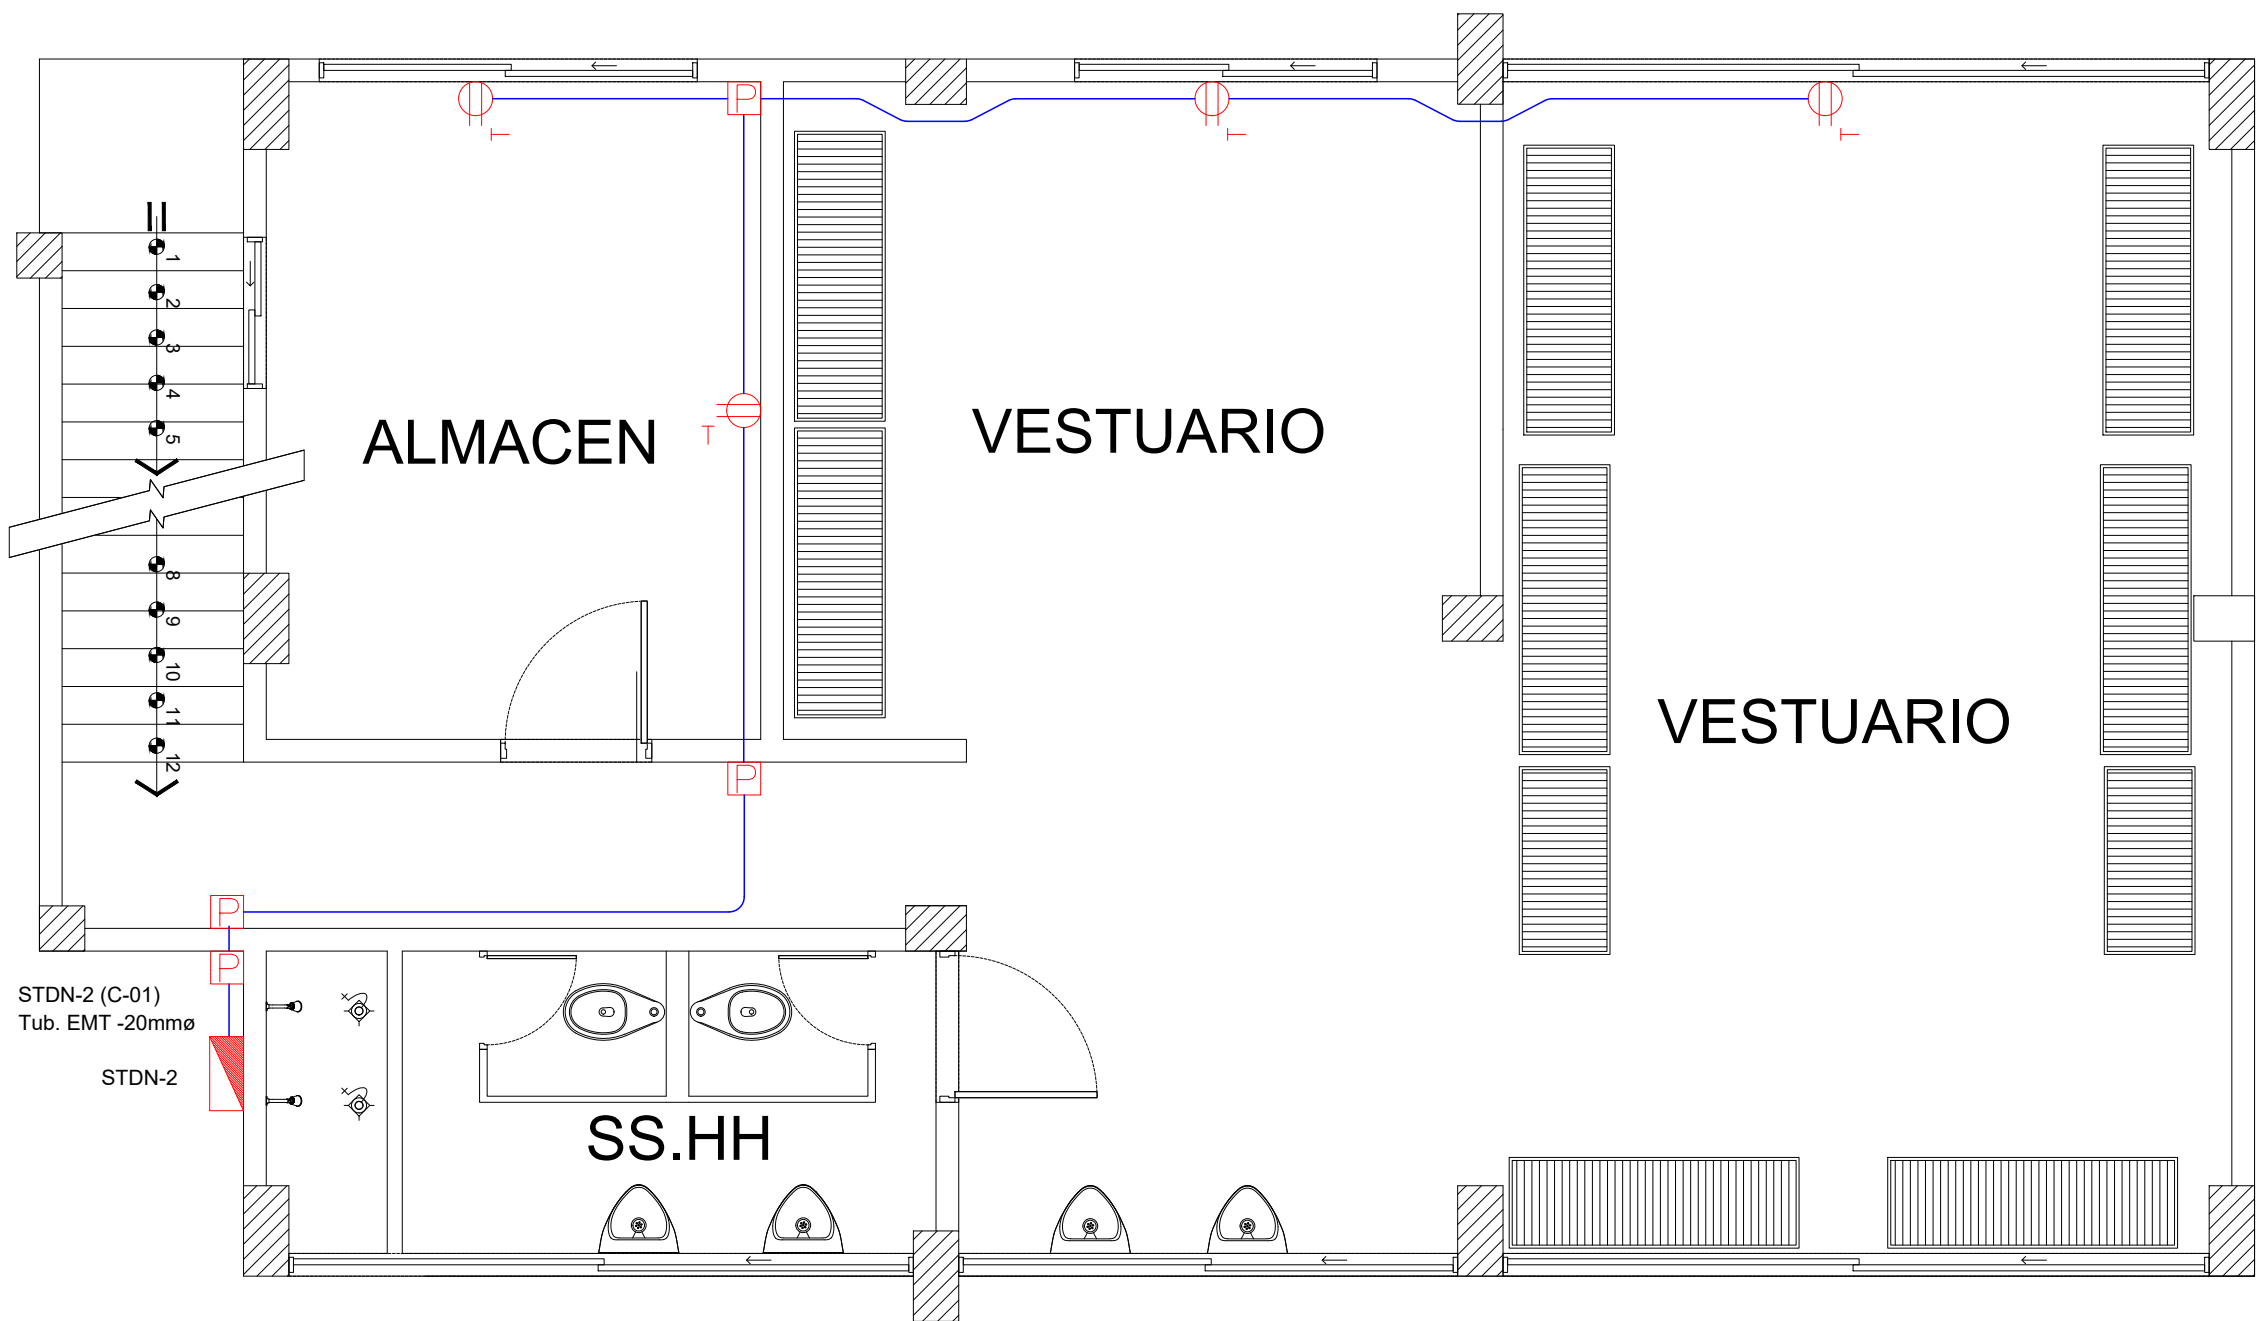 P
T
T
T
1
2
3
4
5
T
ALMACEN
VESTUARIO
8
9
10
11
12
VESTUARIO
P
P
P
STDN-2 (C-01)
Tub. EMT -20mmø
STDN-2
SS.HH